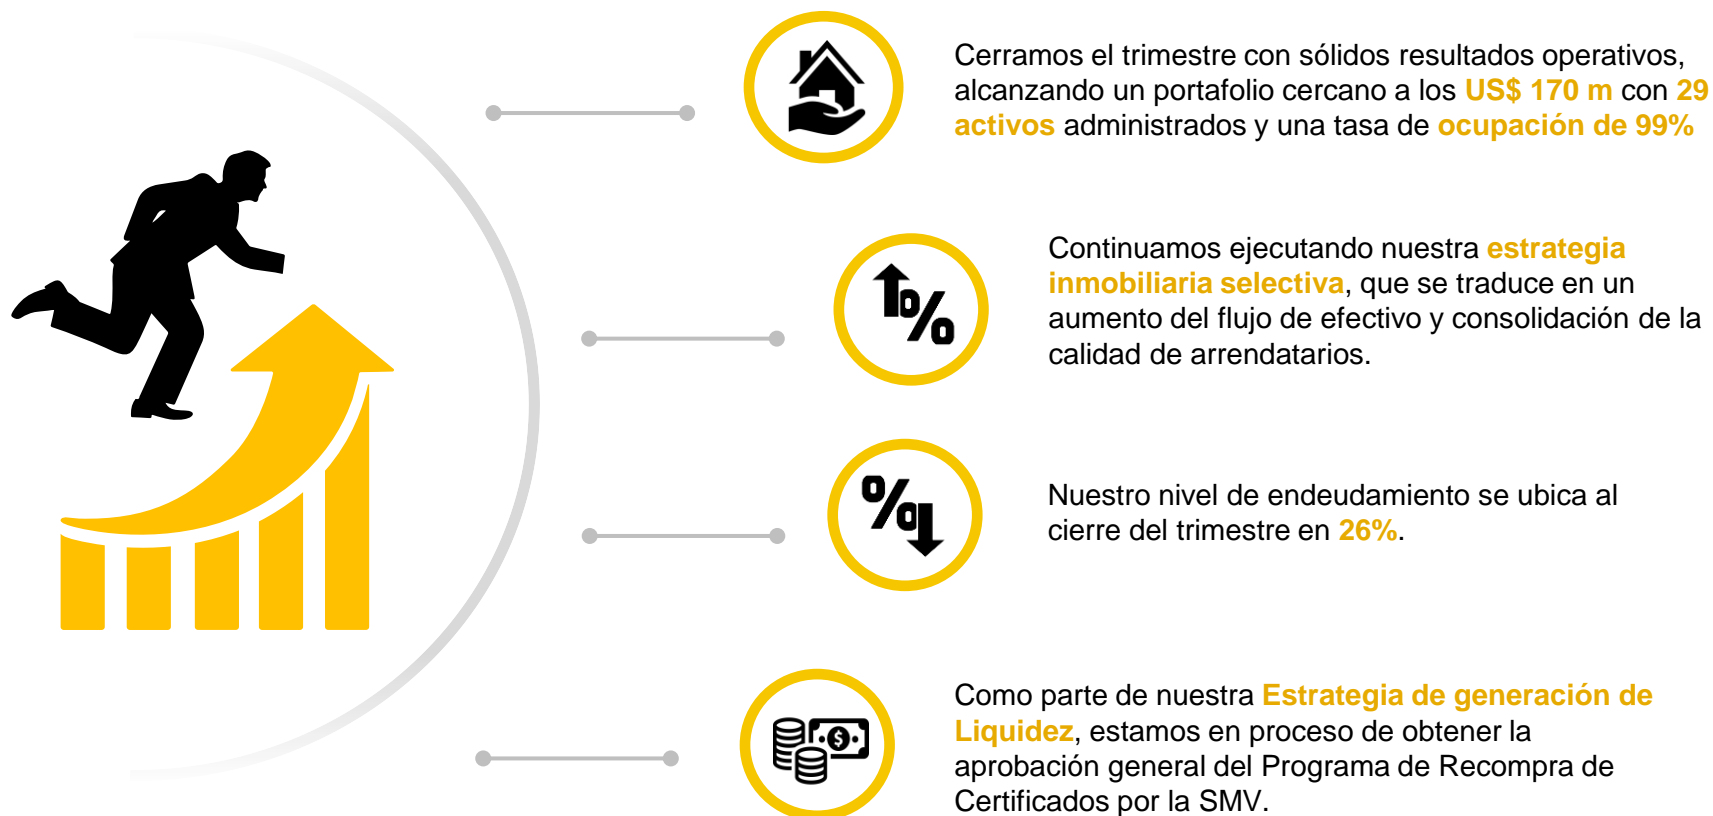 Cerramos el trimestre con sólidos resultados operativos,
alcanzando un portafolio cercano a los US$ 170 m con 29
activos administrados y una tasa de ocupación de 99%
Continuamos ejecutando nuestra estrategia
inmobiliaria selectiva, que se traduce en un
aumento del flujo de efectivo y consolidación de la
calidad de arrendatarios.
Nuestro nivel de endeudamiento se ubica al
cierre del trimestre en 26%.
Como parte de nuestra Estrategia de generación de
Liquidez, estamos en proceso de obtener la
aprobación general del Programa de Recompra de
Certificados por la SMV.